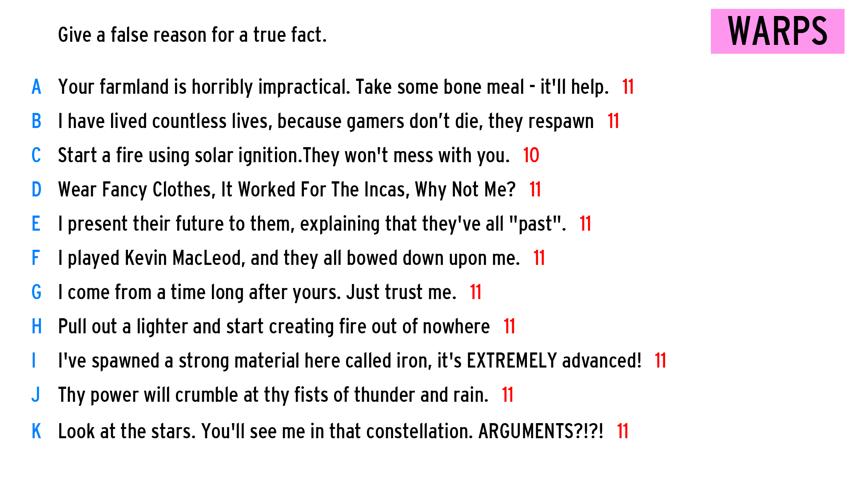 Give a false reason for a true fact.
WARPS
A Your farmland is horribly impractical. Take some bone meal - it'll help. 11
B I have lived countless lives, because gamers don’t die, they respawn 11
C Start a fire using solar ignition.They won't mess with you. 10
D Wear Fancy Clothes, It Worked For The Incas, Why Not Me? 11
E I present their future to them, explaining that they've all "past". 11
F I played Kevin MacLeod, and they all bowed down upon me. 11
G I come from a time long after yours. Just trust me. 11
H Pull out a lighter and start creating fire out of nowhere 11
I I've spawned a strong material here called iron, it's EXTREMELY advanced! 11
J Thy power will crumble at thy fists of thunder and rain. 11
K Look at the stars. You'll see me in that constellation. ARGUMENTS?!?! 11